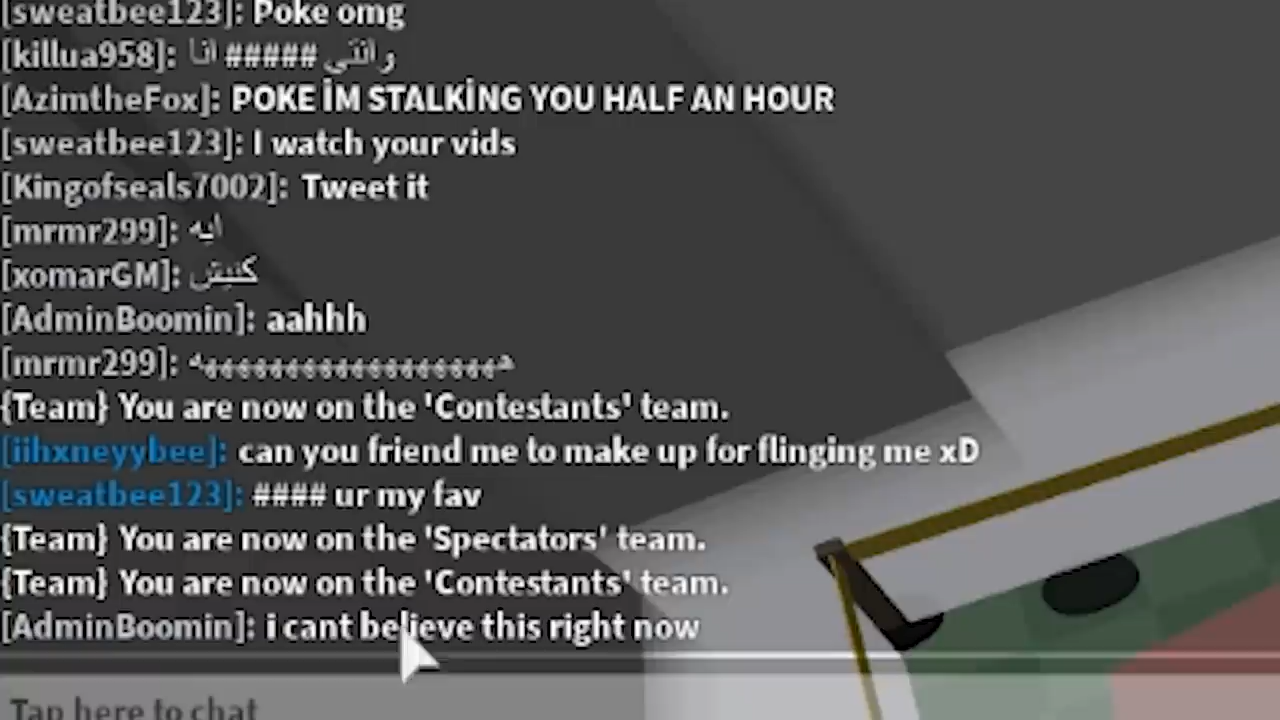 [sweatbee123]: Poke omg
[killua958]: وانتي ##### انا
[AzimtheFox]: POKE İM STALKİNG YOU HALF AN HOUR
[sweatbee123]: I watch your vids
[Kingofseals7002]: Tweet it
[mrmr299]: ايه
[xomarGM]: كنبش
[AdminBoomin]: aahhh
[mrmr299]: ههههههههههههههههههه
{Team} You are now on the 'Contestants' team.
[iihxneyybee]: can you friend me to make up for flinging me xD
[sweatbee123]: #### ur my fav
{Team} You are now on the 'Spectators' team.
{Team} You are now on the 'Contestants' team.
[AdminBoomin]: i cant believe this right now
Tap here to chat